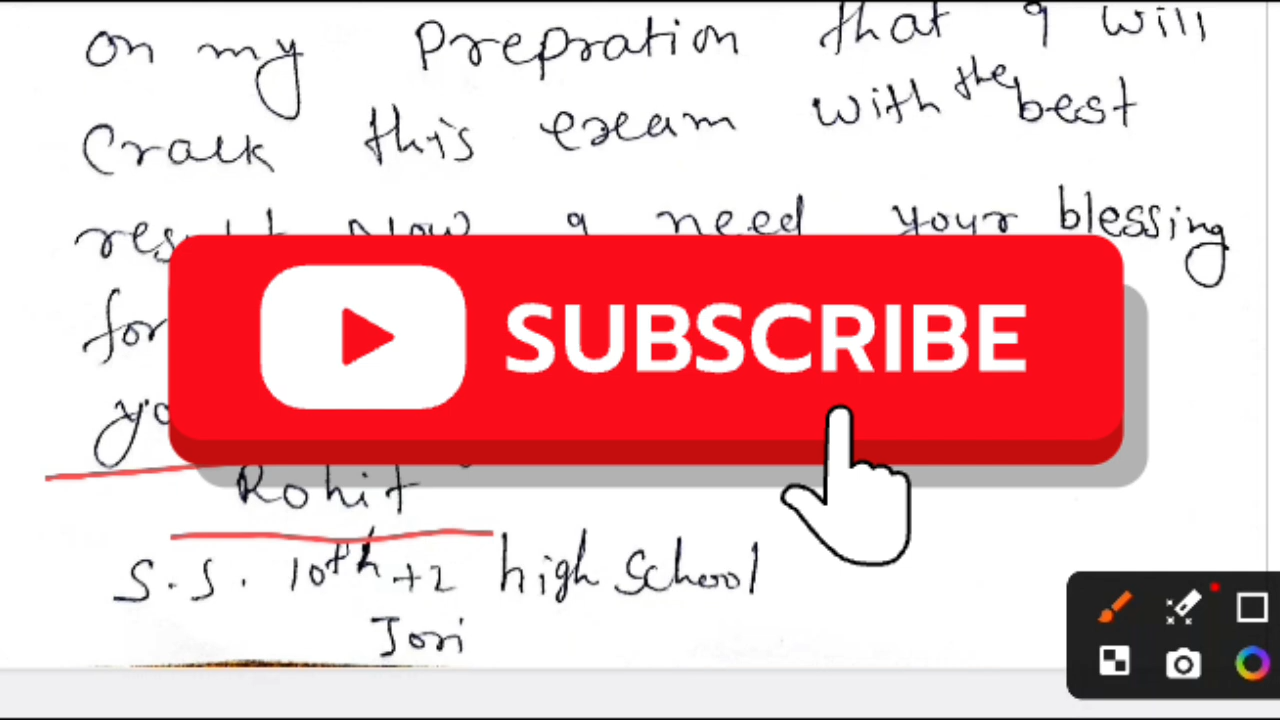 on my Prepration that I will
Crack this exam with the best
Now I need your blessing
for
SUBSCRIBE
Rohit
S.S. 10th +2 high School
Jori